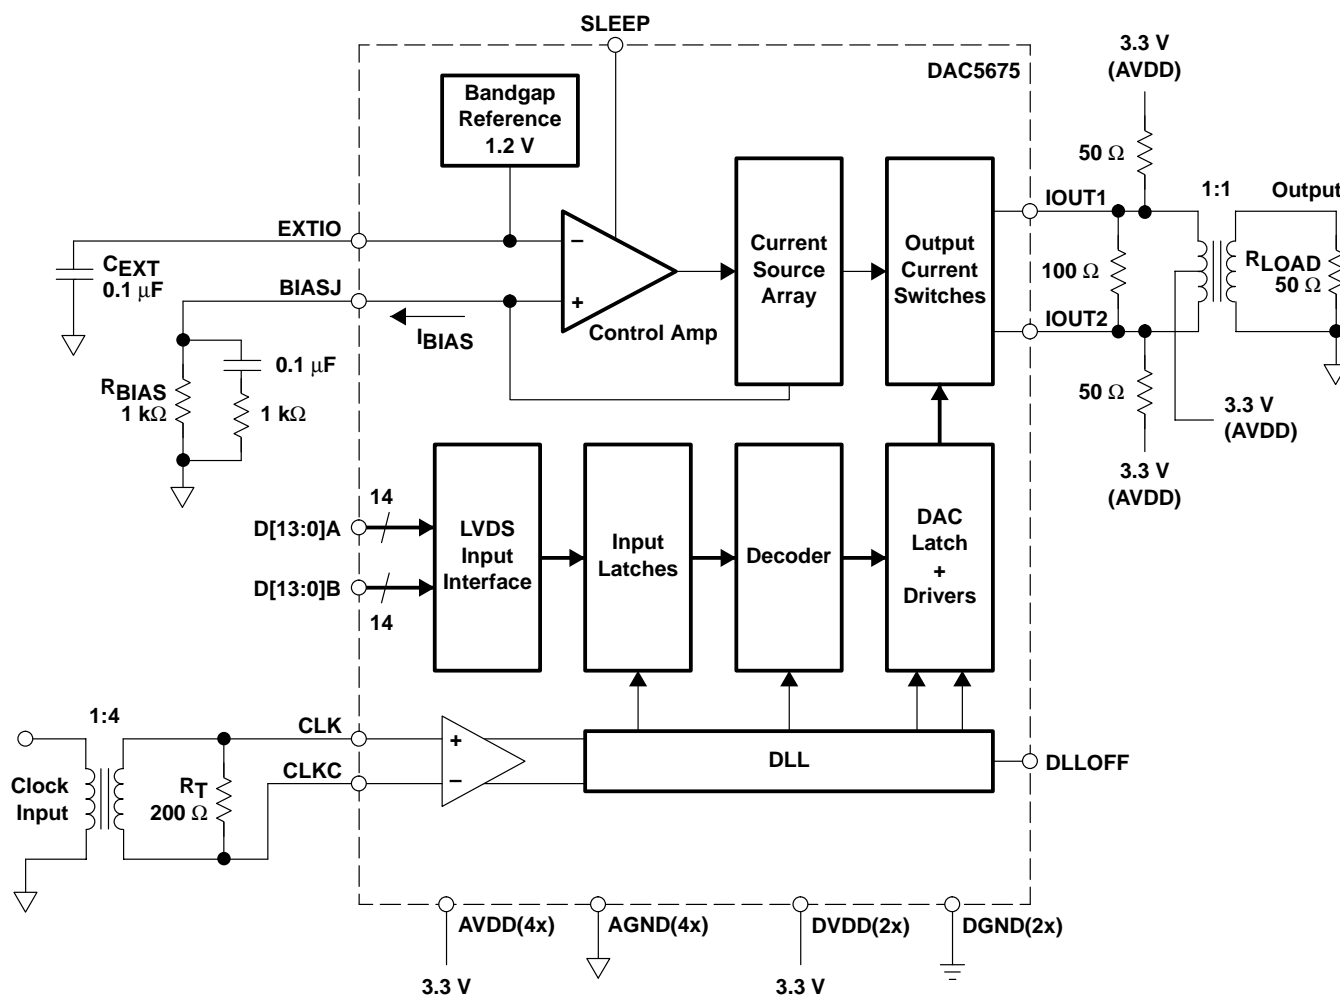 SLEEP
DAC5675
3.3 V
(AVDD)
Bandgap
Reference
1.2 V
50 Ω
1:1
Output
IOUT1
EXTIO
−
+
Control Amp
Current
Source
Array
Output
Current
Switches
100 Ω
RLOAD
50 Ω
CEXT
0.1 μF
BIASJ
IBIAS
IOUT2
0.1 μF
RBIAS
1 kΩ
1 kΩ
50 Ω
3.3 V
(AVDD)
3.3 V
(AVDD)
14
D[13:0]A
D[13:0]B
14
LVDS
Input
Interface
Input
Latches
Decoder
DAC
Latch
+
Drivers
1:4
CLK
CLKC
+
−
DLL
DLLOFF
Clock
Input
RT
200 Ω
AVDD(4x)
AGND(4x)
DVDD(2x)
DGND(2x)
3.3 V
3.3 V